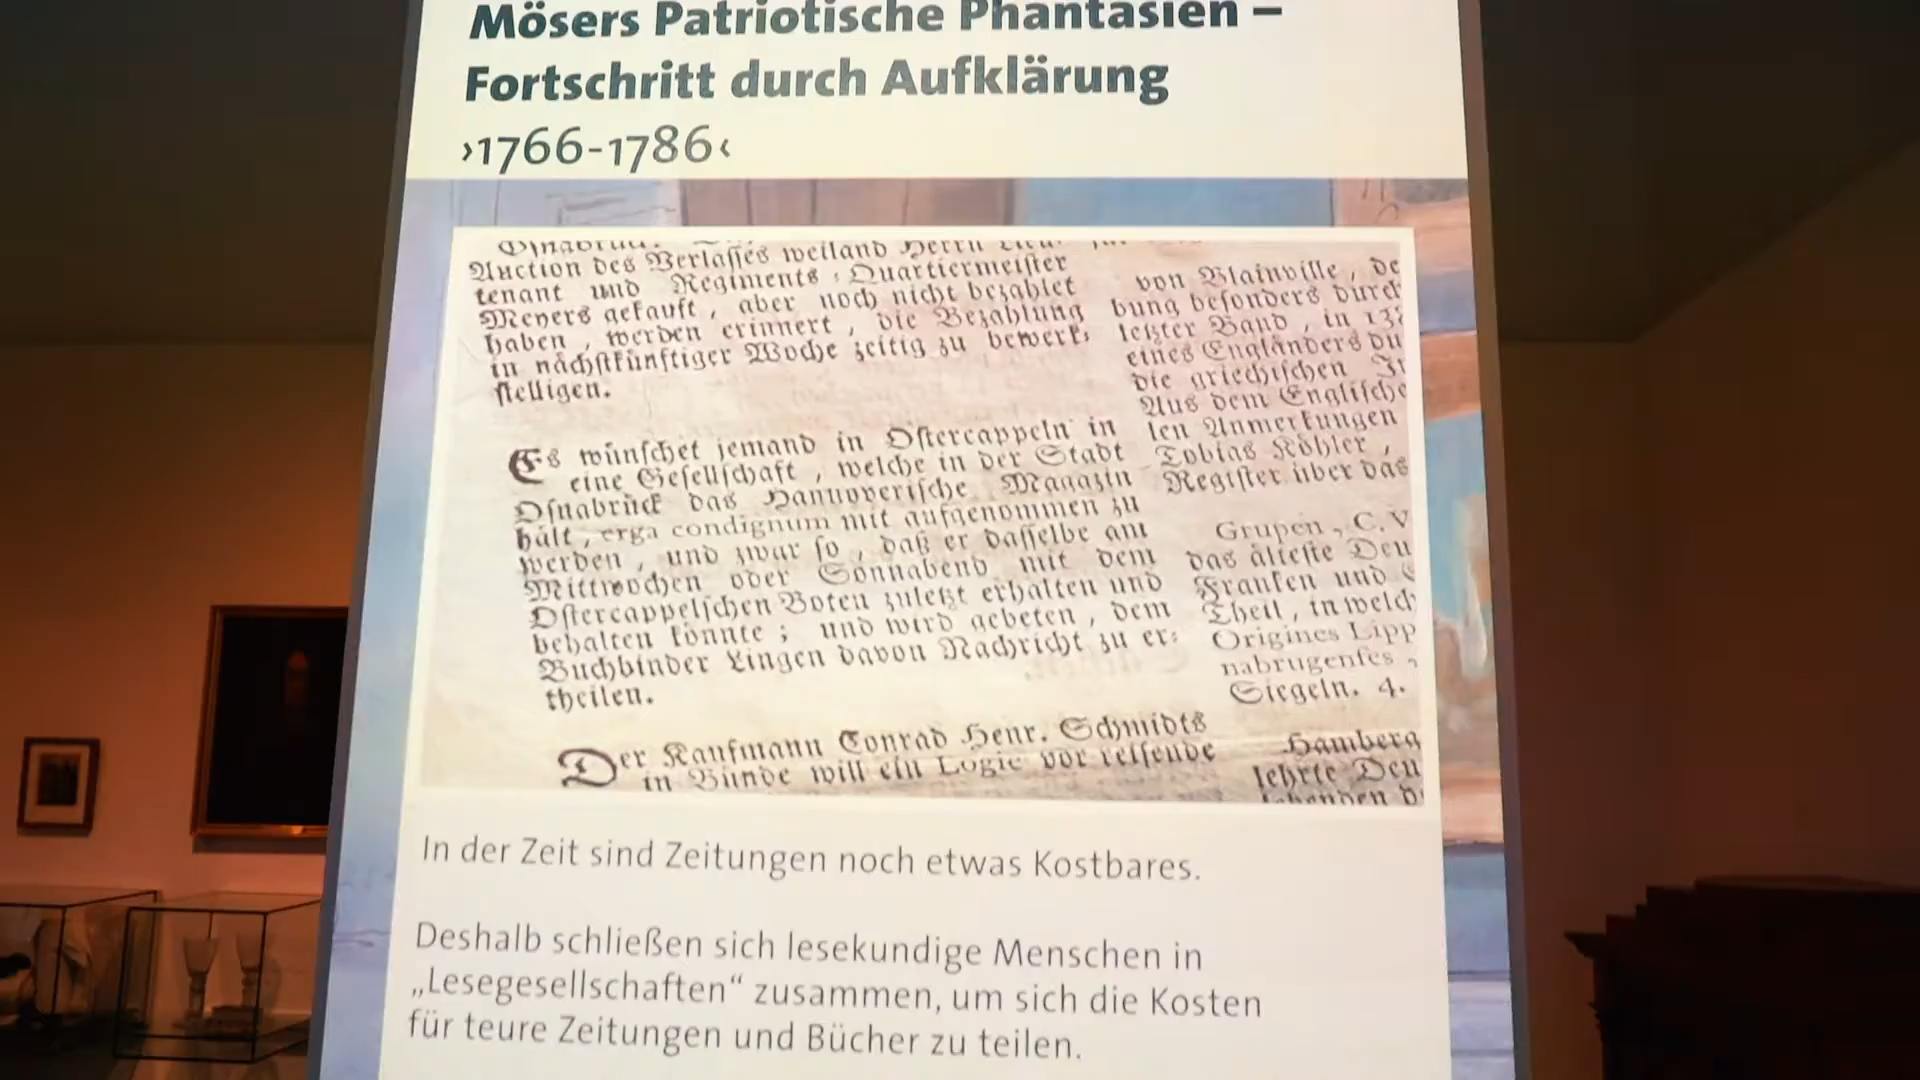 Mösers Patriotische Phantasien –
Fortschritt durch Aufklärung
›1766-1786‹
Auction des Verlasses weiland Herrn Lieu-
tenant und Regiments-Quartiermeister
Meyers gekauft, aber noch nicht bezahlet
haben, werden erinnert, die Bezahlung
in nächstkünftiger Woche zeitig zu bewerk-
stelligen.
Es wünschet jemand in Ostercappeln in
eine Gesellschaft, welche in der Stadt
Osnabrück das Hannoverische Magazin
hält, erga condignum mit aufgenommen zu
werden, und zwar so, daß er dasselbe am
Mittwochen oder Sonnabend mit dem
Ostercappelschen Boten zuletzt erhalten und
behalten könnte; und wird gebeten, dem
Buchbinder Lingen davon Nachricht zu er-
theilen.
Der Kaufmann Conrad Henr. Schmidts
in Bünde will ein Logie vor reisende
von Blainville, de
bung besonders durch
letzter Band, in 13
eines Engländers du
die griechischen In
Aus dem Englische
len Anmerkungen
Tobias Köhler,
Register über das
Grupen, C. V
das älteste Deu
Franken und
Theil, in welch
Origines Lipp
nabrugenses,
Siegeln. 4.
Hamberg
lehrte Deu
lebenden
In der Zeit sind Zeitungen noch etwas Kostbares.
Deshalb schließen sich lesekundige Menschen in
„Lesegesellschaften“ zusammen, um sich die Kosten
für teure Zeitungen und Bücher zu teilen.